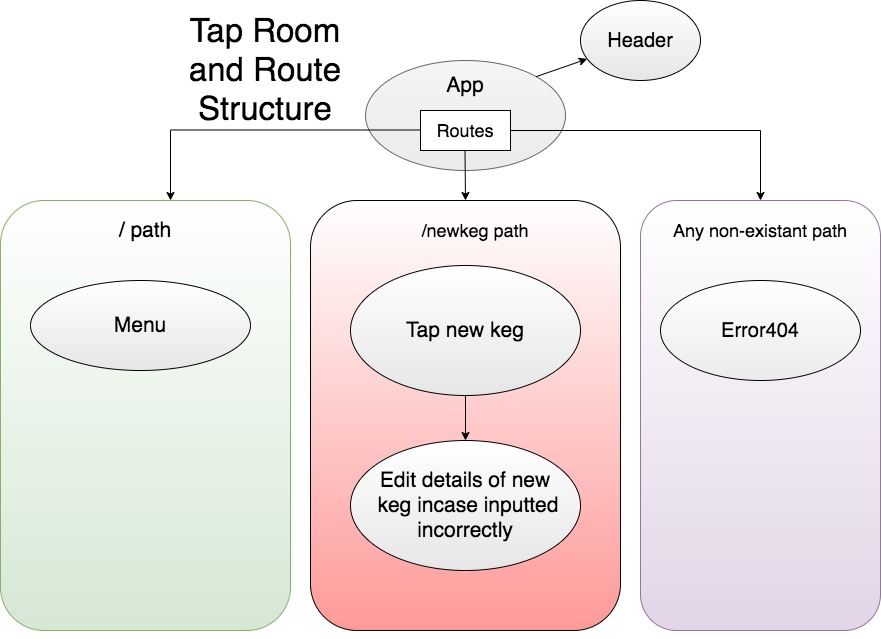 Tap Room
and Route
Structure
Header
App
Routes
/ path
/newkeg path
Any non-existant path
Menu
Tap new keg
Error404
Edit details of new
keg incase inputted
incorrectly